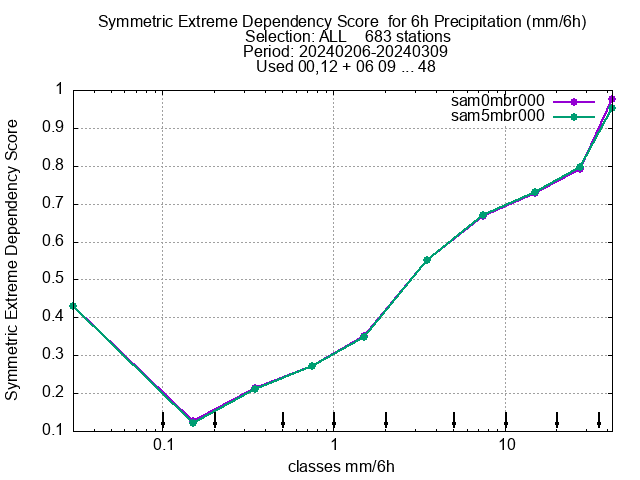 Symmetric Extreme Dependency Score  for 6h Precipitation (mm/6h)
Selection: ALL    683 stations
Period: 20240206-20240309
Used 00,12 + 06 09 ... 48
sam0mbr000
sam5mbr000
Symmetric Extreme Dependency Score
1
0.9
0.8
0.7
0.6
0.5
0.4
0.3
0.2
0.1
0.1 1 10
classes mm/6h